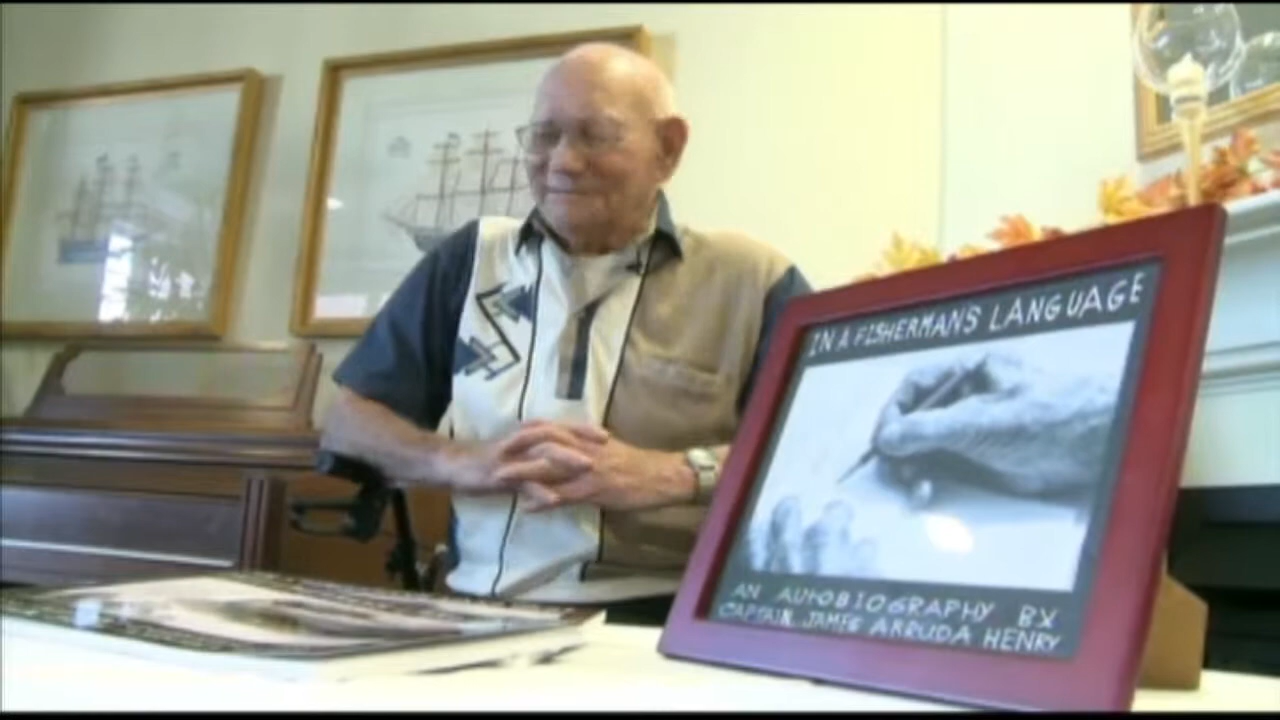 IN A FISHERMANS LANGUAGE
AN AUTOBIOGRAPHY BY
CAPTAIN JAMES ARRUDA HENRY